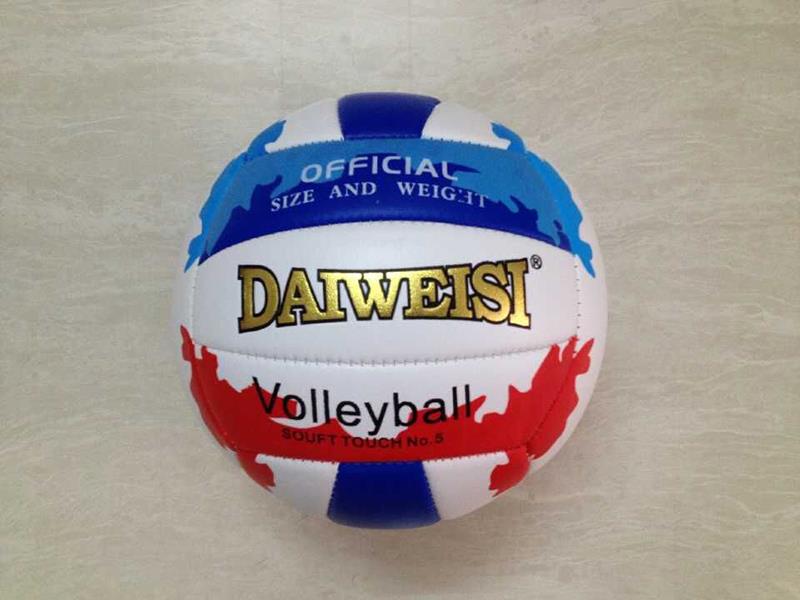 OFFICIAL
SIZE AND WEIGHT
DAIWEISI®
Volleyball
SOUFT TOUCH No.5